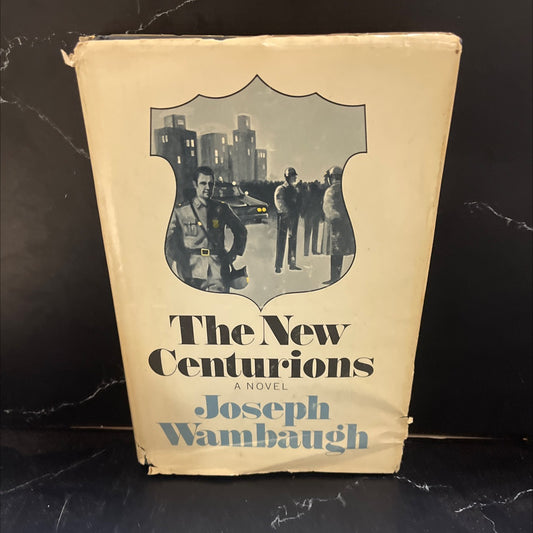 The New
Centurions
A NOVEL
Joseph
Wambaugh